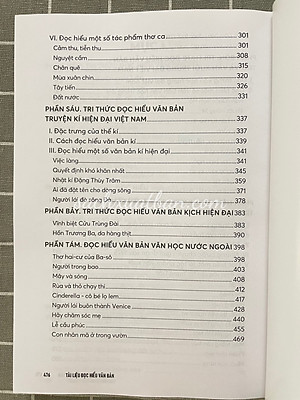 VI. Đọc hiểu một số tác phẩm thơ ca 301
Cảm thu, tiễn thu 301
Nguyệt cầm 308
Chân quê 315
Mùa xuân chín 320
Tây tiến 326
Đất nước 331
PHẦN SÁU. TRI THỨC ĐỌC HIỂU VĂN BẢN
TRUYỆN KÍ HIỆN ĐẠI VIỆT NAM 337
I. Đặc trưng của thể kí 337
II. Cách đọc hiểu văn bản kí 339
III. Đọc hiểu một số văn bản kí hiện đại 341
Việc làng 341
Quyết định khó khăn nhất 345
Nhật kí Đặng Thùy Trâm 351
Ai đã đặt tên cho dòng sông 361
Người lái đò sông Đà
PHẦN BẢY. TRI THỨC ĐỌC HIỂU VĂN BẢN KỊCH HIỆN ĐẠI 383
Vĩnh biệt Cửu Trùng Đài 383
Hồn Trương Ba, da hàng thịt 389
PHẦN TÁM. ĐỌC HIỂU VĂN BẢN VĂN HỌC NƯỚC NGOÀI 398
Thơ hai-cư của Ba-sô 398
Người trong bao 403
Mây và sóng 407
Rùa và thỏ chạy thi
Cinderella - cô bé lọ lem
Người lái buôn thành Venice
Hãy chăm sóc mẹ 440
Lễ cầu phúc 455
Con nhân mã ở trong vườn 469
476 TÀI LIỆU ĐỌC HIỂU VĂN BẢN